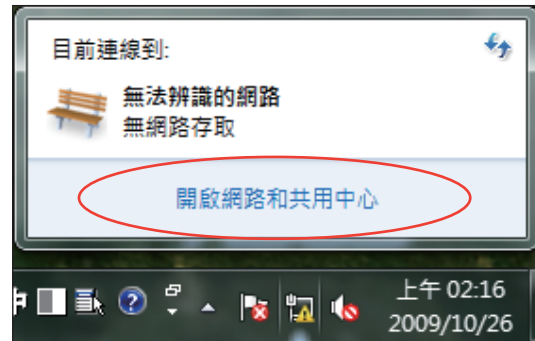 目前連線到:
無法辨識的網路
無網路存取
開啟網路和共用中心
上午 02:16
2009/10/26